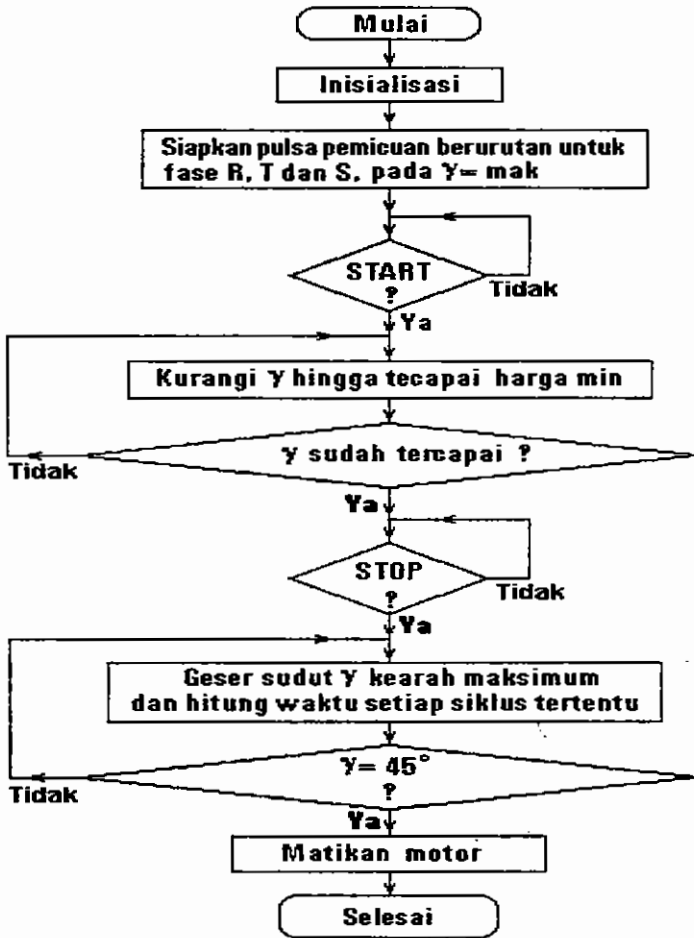 Mulai
Inisialisasi
Siapkan pulsa pemicuan berurutan untuk
fase R, T dan S, pada γ= mak
START
?
Tidak
Ya
Kurangi γ hingga tecapai harga min
γ sudah tercapai ?
Tidak
Ya
STOP
?
Tidak
Ya
Geser sudut γ kearah maksimum
dan hitung waktu setiap siklus tertentu
γ= 45°
?
Tidak
Ya
Matikan motor
Selesai